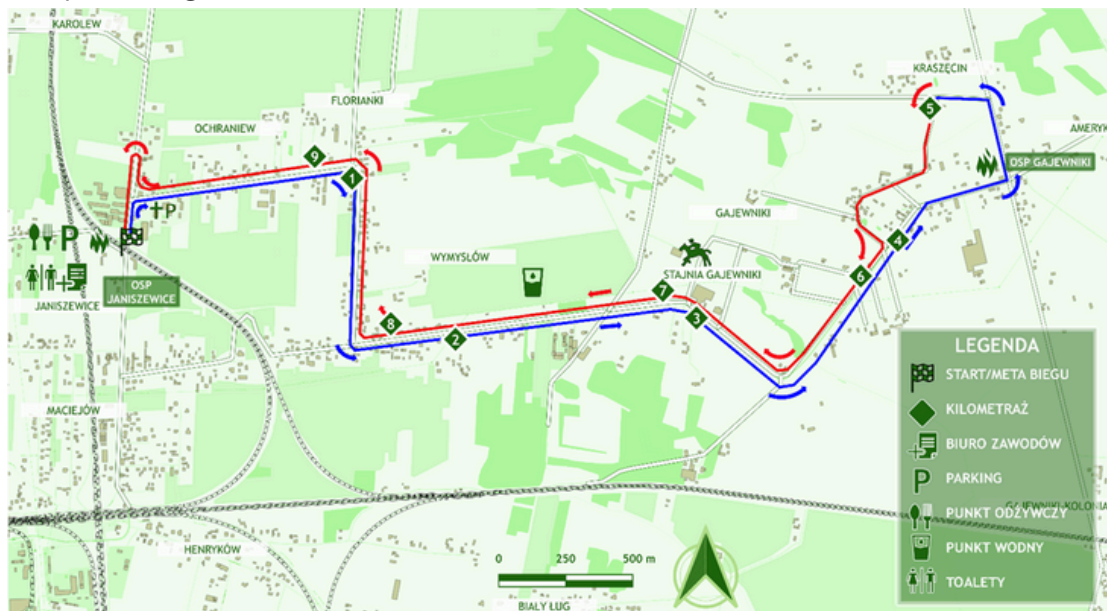 KAROLEW
KRASZĘCIN
5
FLORIANKI
OCHRANIEW
9
1
OSP GAJEWNIKI
P
GAJEWNIKI
4
P
WYMYSŁÓW
STAJNIA GAJEWNIKI
6
OSP
JANISZEWICE
JANISZEWICE
7
3
8
2
LEGENDA
START/META BIEGU
KILOMETRAŻ
BIURO ZAWODÓW
P PARKING
PUNKT ODŻYWCZY
PUNKT WODNY
TOALETY
MACIEJÓW
HENRYKÓW
0 250 500 m
BIAŁY ŁUG